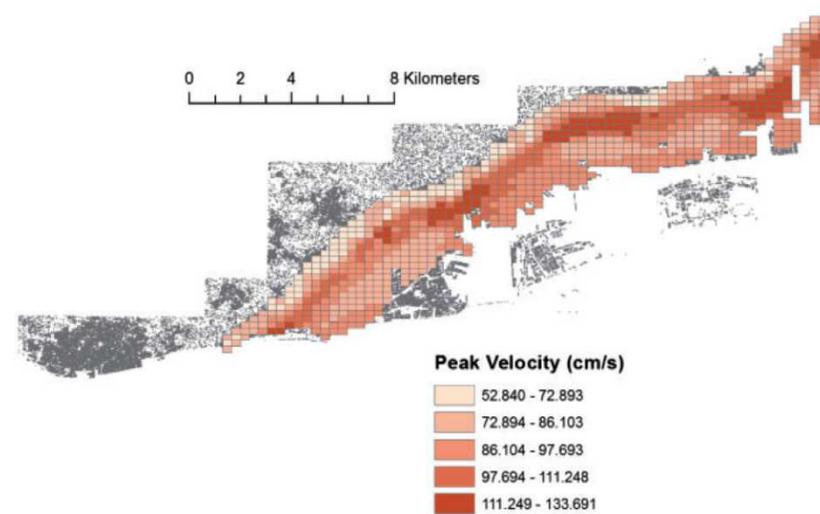 0 2 4 8 Kilometers
Peak Velocity (cm/s)
52.840 - 72.893
72.894 - 86.103
86.104 - 97.693
97.694 - 111.248
111.249 - 133.691